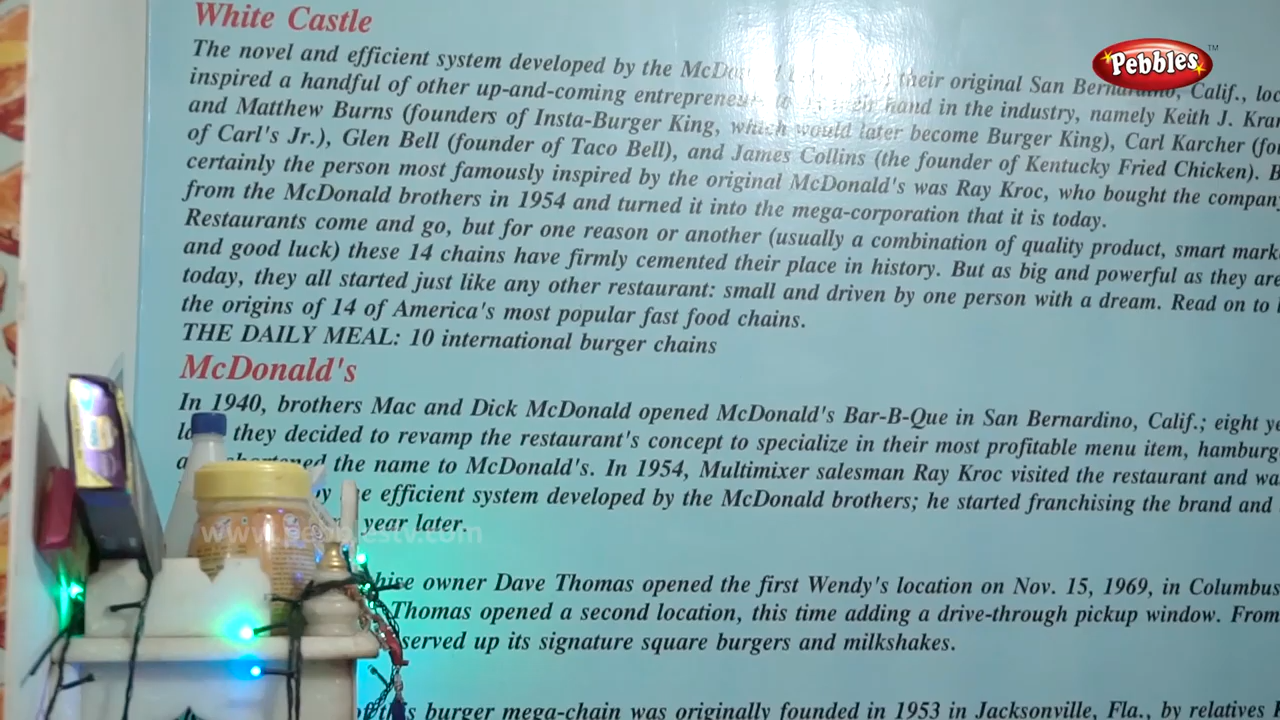 White Castle
The novel and efficient system developed by the their original San Bernardino, Calif., loc
inspired a handful of other up-and-coming entrepreneurs hand in the industry, namely Keith J. Kra
and Matthew Burns (founders of Insta-Burger King, which would later become Burger King), Carl Karcher (fo
of Carl's Jr.), Glen Bell (founder of Taco Bell), and James Collins (the founder of Kentucky Fried Chicken). B
certainly the person most famously inspired by the original McDonald's was Ray Kroc, who bought the company
from the McDonald brothers in 1954 and turned it into the mega-corporation that it is today.
Restaurants come and go, but for one reason or another (usually a combination of quality product, smart mark
and good luck) these 14 chains have firmly cemented their place in history. But as big and powerful as they are
today, they all started just like any other restaurant: small and driven by one person with a dream. Read on to
the origins of 14 of America's most popular fast food chains.
THE DAILY MEAL: 10 international burger chains
McDonald's
In 1940, brothers Mac and Dick McDonald opened McDonald's Bar-B-Que in San Bernardino, Calif.; eight ye
they decided to revamp the restaurant's concept to specialize in their most profitable menu item, hamburg
shortened the name to McDonald's. In 1954, Multimixer salesman Ray Kroc visited the restaurant and wa
by efficient system developed by the McDonald brothers; he started franchising the brand and
year later.
hise owner Dave Thomas opened the first Wendy's location on Nov. 15, 1969, in Columbus
Thomas opened a second location, this time adding a drive-through pickup window. From
served up its signature square burgers and milkshakes.
of this burger mega-chain was originally founded in 1953 in Jacksonville, Fla., by relatives
Pebbles TM
www.pebblestv.com